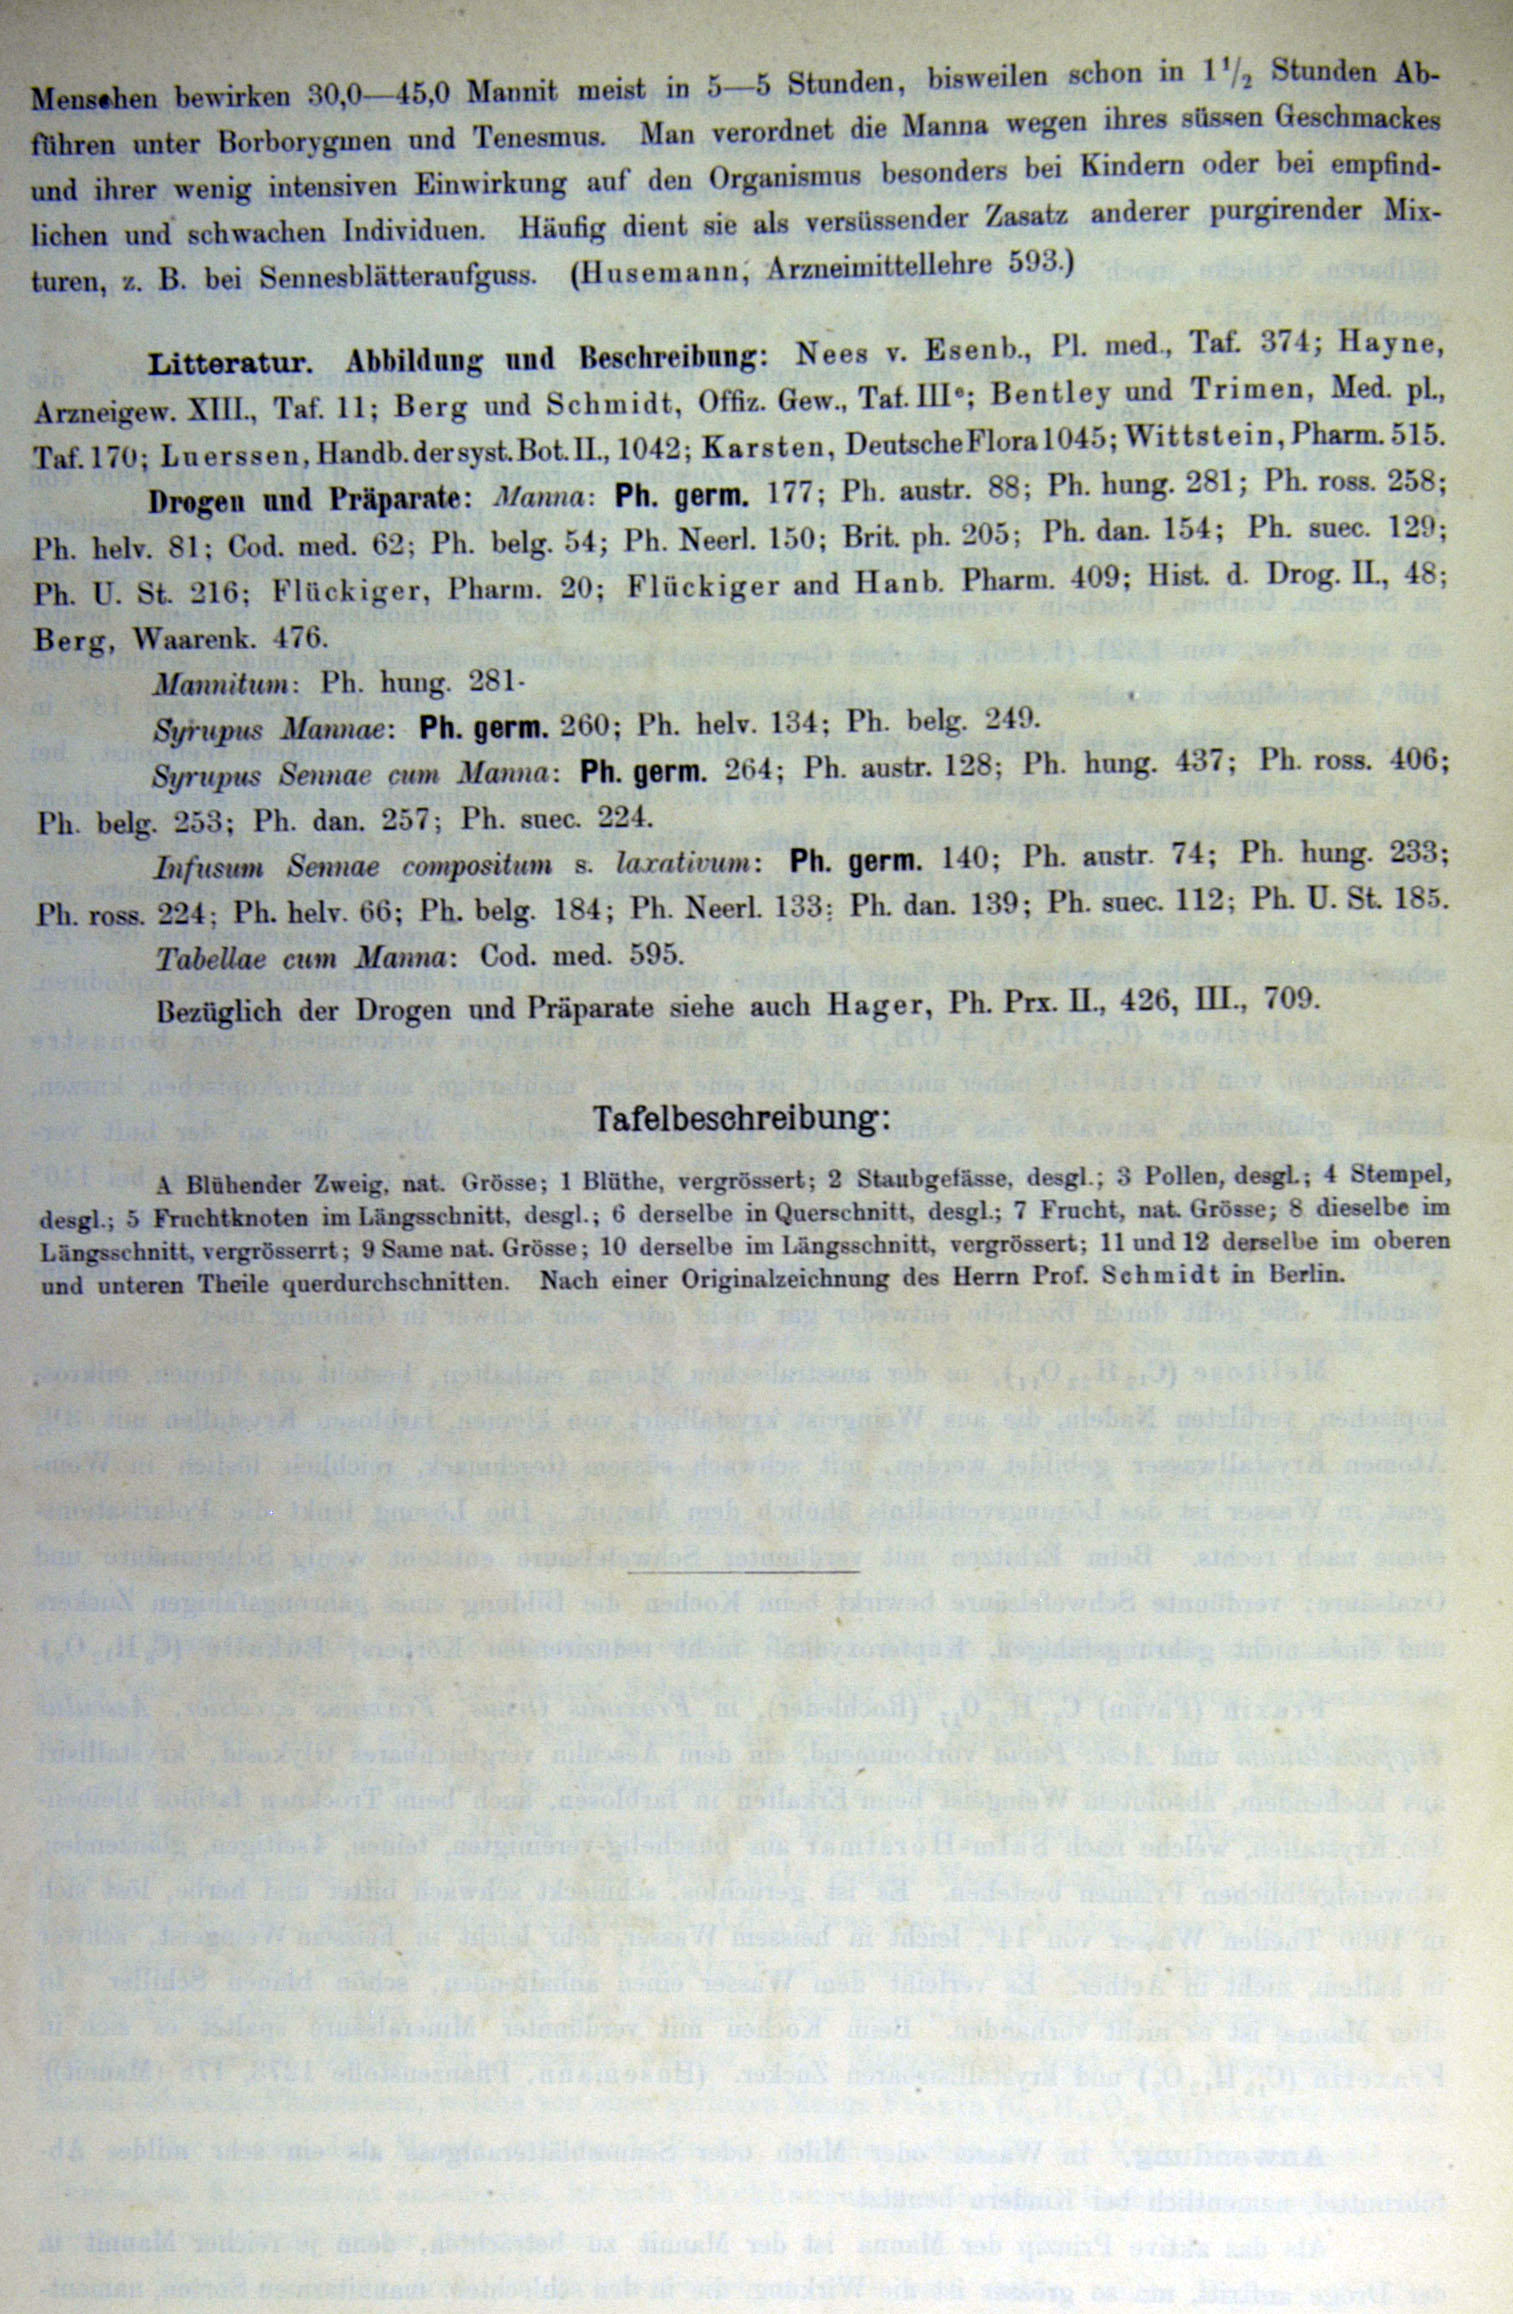 Menschen bewirken 30,0—45,0 Mannit meist in 5—5 Stunden, bisweilen schon in 1 1/2 Stunden Ab-
führen unter Borborygmen und Tenesmus. Man verordnet die Manna wegen ihres süssen Geschmackes
und ihrer wenig intensiven Einwirkung auf den Organismus besonders bei Kindern oder bei empfind-
lichen und schwachen Individuen. Häufig dient sie als versüssender Zasatz anderer purgirender Mix-
turen, z. B. bei Sennesblätteraufguss. (Husemann, Arzneimittellehre 593.)
Litteratur. Abbildung und Beschreibung: Nees v. Esenb., Pl. med., Taf. 374; Hayne,
Arzneigew. XIII., Taf. 11; Berg und Schmidt, Offiz. Gew., Taf. IIIe; Bentley und Trimen, Med. pl.,
Taf. 170; Luerssen, Handb. der syst. Bot. II., 1042; Karsten, Deutsche Flora 1045; Wittstein, Pharm. 515.
Drogen und Präparate: Manna: Ph. germ. 177; Ph. austr. 88; Ph. hung. 281; Ph. ross. 258;
Ph. helv. 81; Cod. med. 62; Ph. belg. 54; Ph. Neerl. 150; Brit. ph. 205; Ph. dan. 154; Ph. suec. 129;
Ph. U. St. 216; Flückiger, Pharm. 20; Flückiger and Hanb. Pharm. 409; Hist. d. Drog. II., 48;
Berg, Waarenk. 476.
Mannitum: Ph. hung. 281.
Syrupus Mannae: Ph. germ. 260; Ph. helv. 134; Ph. belg. 249.
Syrupus Sennae cum Manna: Ph. germ. 264; Ph. austr. 128; Ph. hung. 437; Ph. ross. 406;
Ph. belg. 253; Ph. dan. 257; Ph. suec. 224.
Infusum Sennae compositum s. laxativum: Ph. germ. 140; Ph. austr. 74; Ph. hung. 233;
Ph. ross. 224; Ph. helv. 66; Ph. belg. 184; Ph. Neerl. 133; Ph. dan. 139; Ph. suec. 112; Ph. U. St. 185.
Tabellae cum Manna: Cod. med. 595.
Bezüglich der Drogen und Präparate siehe auch Hager, Ph. Prx. II., 426, III., 709.
Tafelbeschreibung:
A Blühender Zweig, nat. Grösse; 1 Blüthe, vergrössert; 2 Staubgefässe, desgl.; 3 Pollen, desgl.; 4 Stempel,
desgl.; 5 Fruchtknoten im Längsschnitt, desgl.; 6 derselbe in Querschnitt, desgl.; 7 Frucht, nat. Grösse; 8 dieselbe im
Längsschnitt, vergrösserrt; 9 Same nat. Grösse; 10 derselbe im Längsschnitt, vergrössert; 11 und 12 derselbe im oberen
und unteren Theile querdurchschnitten. Nach einer Originalzeichnung des Herrn Prof. Schmidt in Berlin.